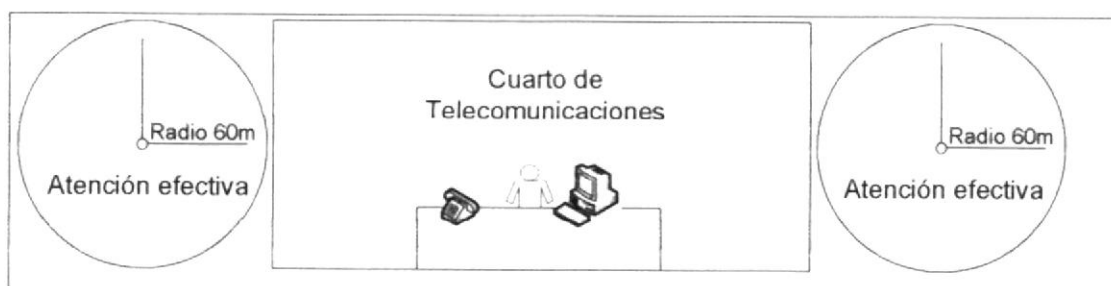 Radio 60m
Atención efectiva
Cuarto de
Telecomunicaciones
Radio 60m
Atención efectiva